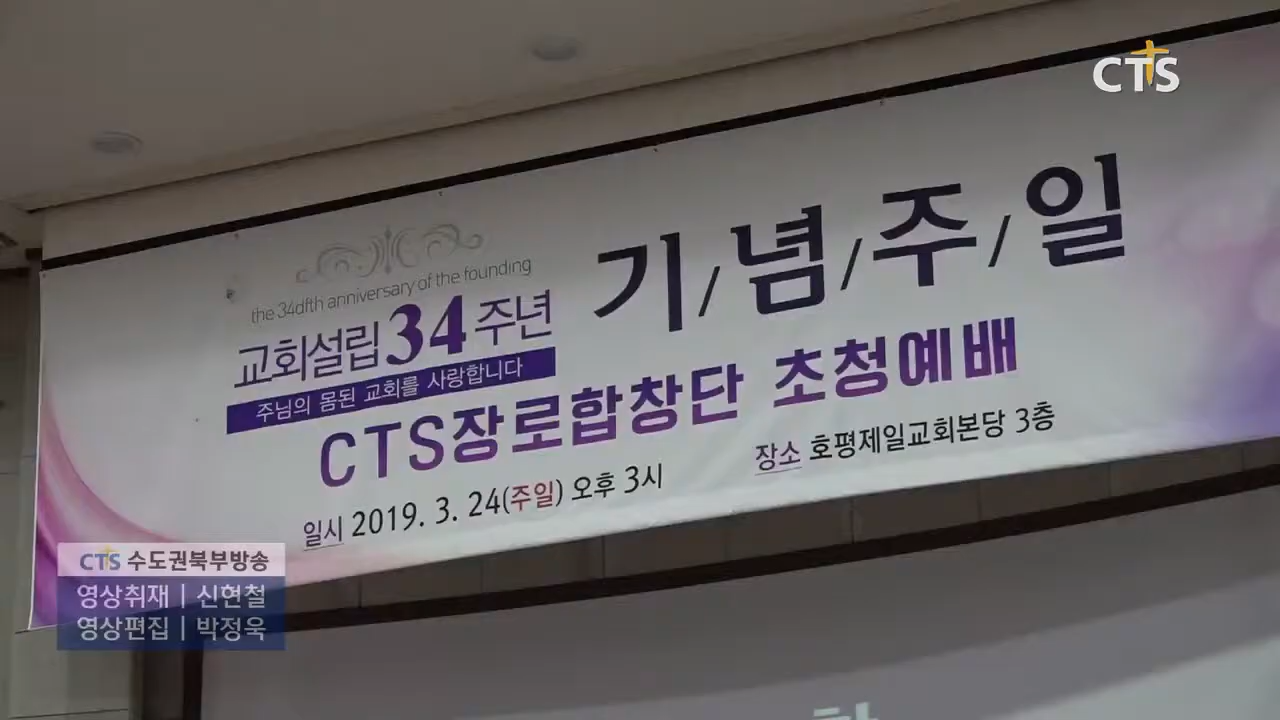 CTS
the 34dfth anniversary of the founding
교회설립 34 주년
주님의 몸된 교회를 사랑합니다
기/념/주/일
CTS장로합창단 초청예배
일시 2019. 3. 24(주일) 오후 3시
장소 호평제일교회본당 3층
CTS 수도권북부방송
영상취재 | 신현철
영상편집 | 박정욱